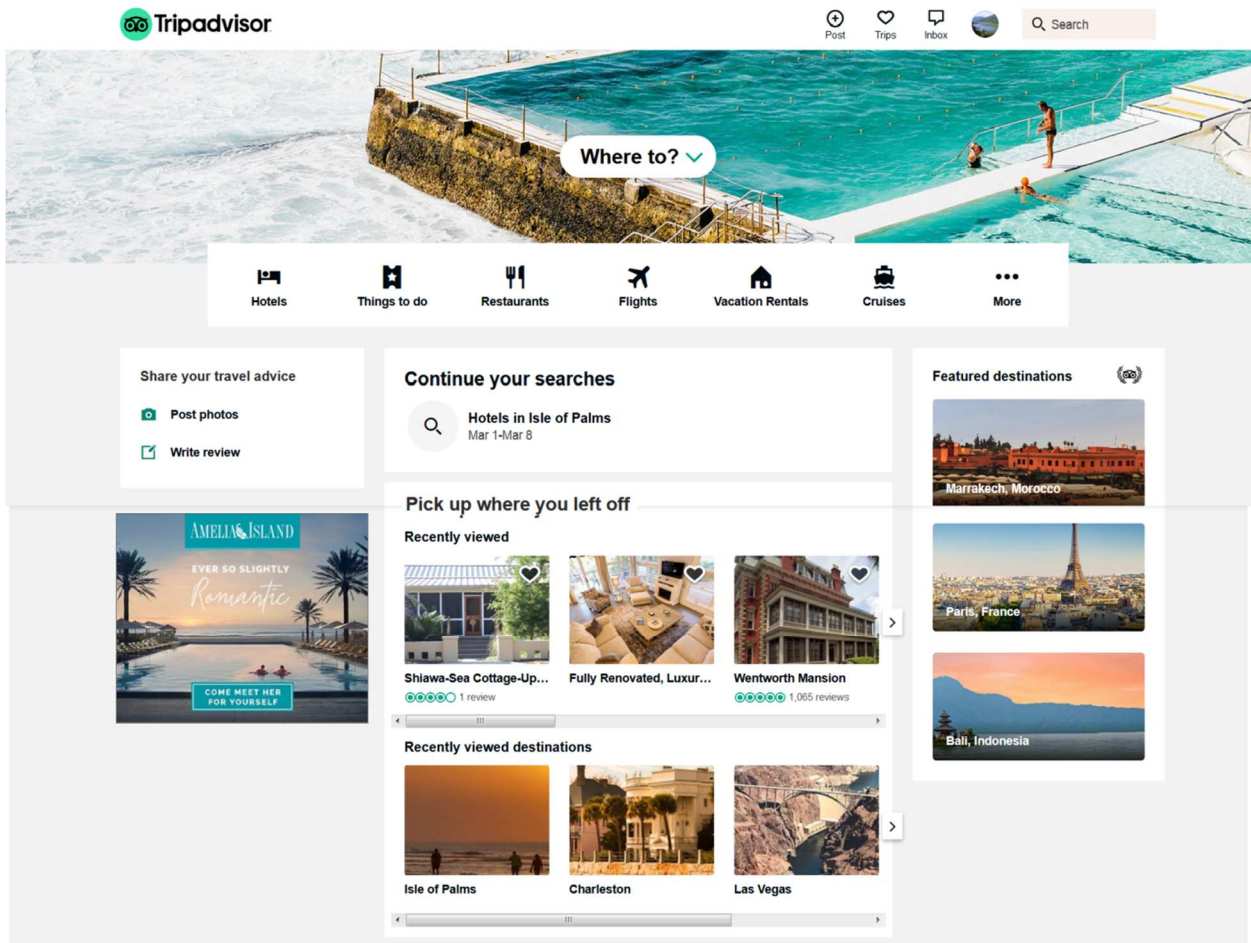 Tripadvisor
Post
Trips
Inbox
Search
Where to?
Hotels
Things to do
Restaurants
Flights
Vacation Rentals
Cruises
More
Share your travel advice
Post photos
Write review
AMELIA ISLAND
EVER SO SLIGHTLY
Romantic
COME MEET HER
FOR YOURSELF
Continue your searches
Hotels in Isle of Palms
Mar 1-Mar 8
Pick up where you left off
Recently viewed
Shiawa-Sea Cottage-Up...
1 review
Fully Renovated, Luxur...
Wentworth Mansion
1,065 reviews
Recently viewed destinations
Isle of Palms
Charleston
Las Vegas
Featured destinations
Marrakech, Morocco
Paris, France
Bali, Indonesia